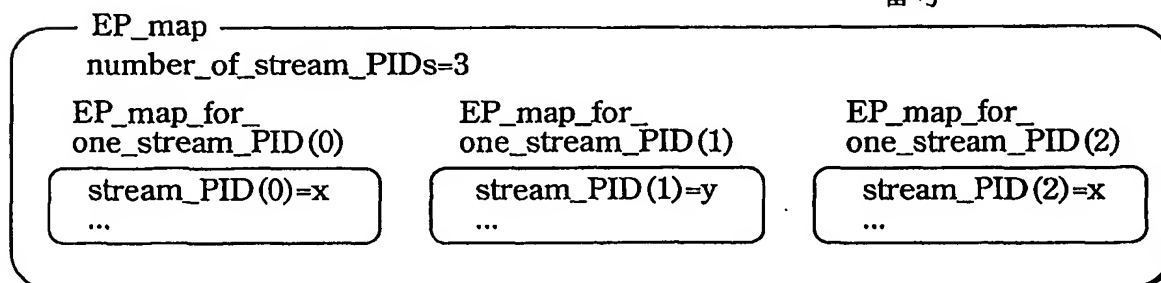 EP_map
number_of_stream_PIDs=3
EP_map_for_
one_stream_PID(0)
stream_PID(0)=x
...
EP_map_for_
one_stream_PID(1)
stream_PID(1)=y
...
EP_map_for_
one_stream_PID(2)
stream_PID(2)=x
...